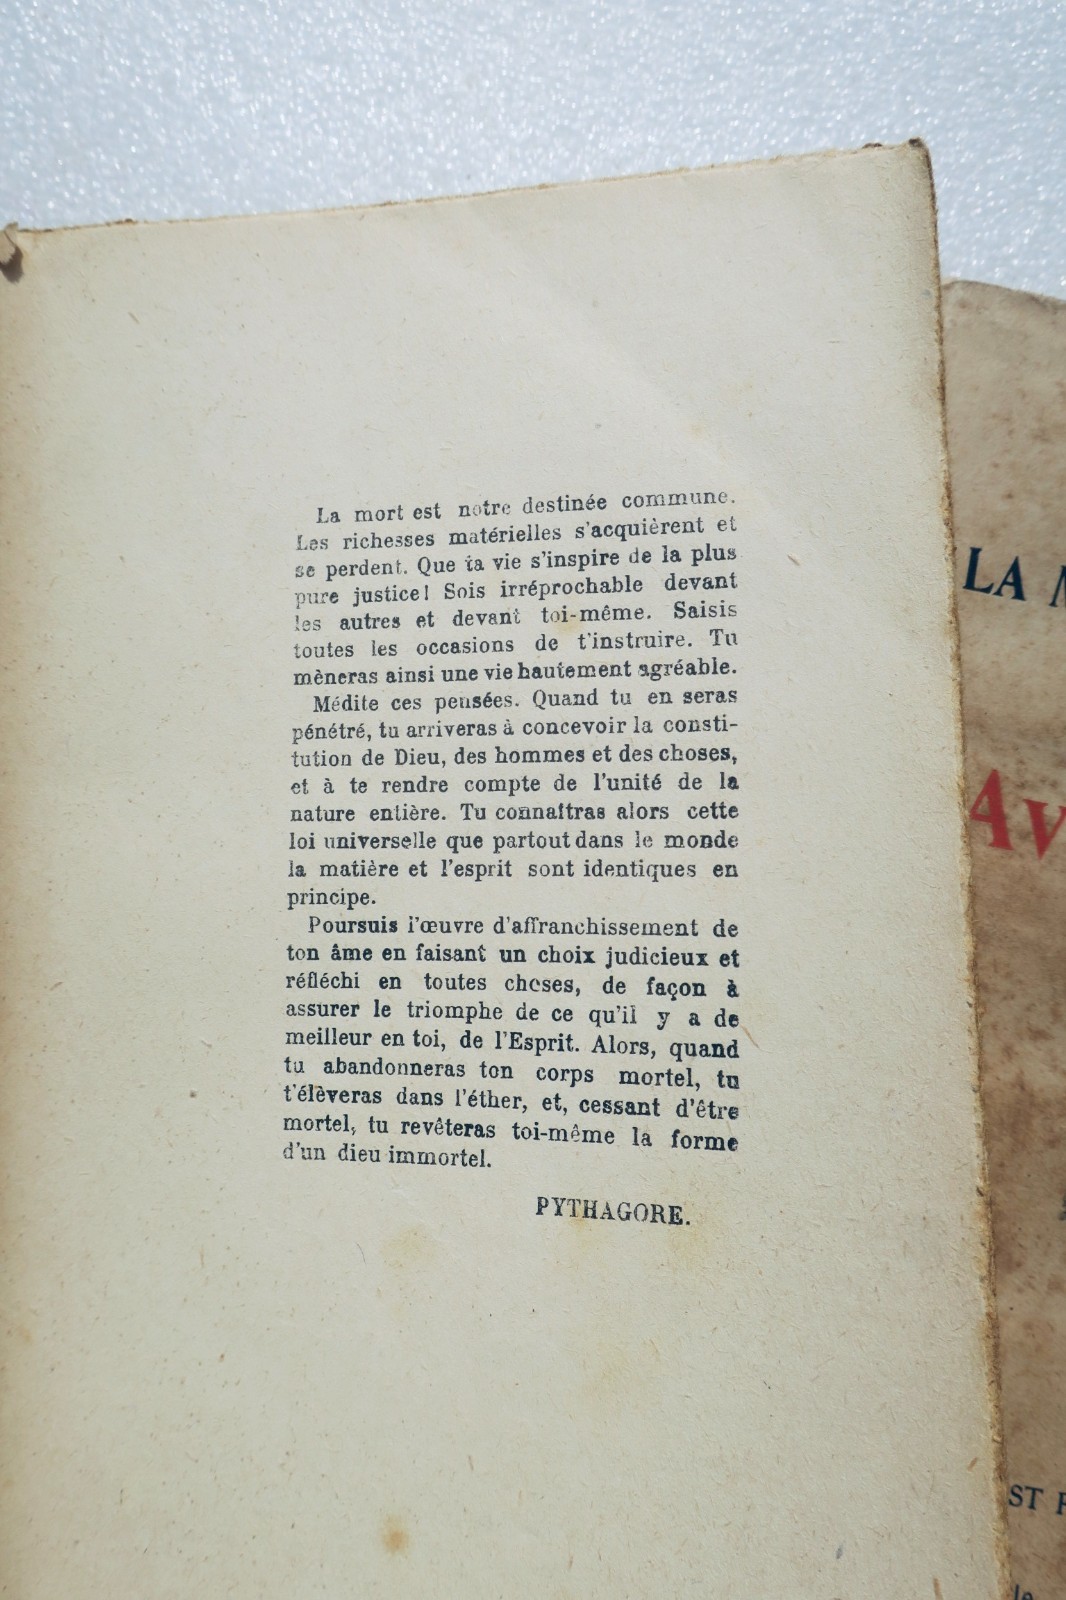 La mort est notre destinée commune.
Les richesses matérielles s'acquièrent et
se perdent. Que ta vie s'inspire de la plus
pure justice! Sois irréprochable devant
les autres et devant toi-même. Saisis
toutes les occasions de t'instruire. Tu
mèneras ainsi une vie hautement agréable.
Médite ces pensées. Quand tu en seras
pénétré, tu arriveras à concevoir la consti-
tution de Dieu, des hommes et des choses,
et à te rendre compte de l'unité de la
nature entière. Tu connaîtras alors cette
loi universelle que partout dans le monde
la matière et l'esprit sont identiques en
principe.
Poursuis l'œuvre d'affranchissement de
ton âme en faisant un choix judicieux et
réfléchi en toutes choses, de façon à
assurer le triomphe de ce qu'il y a de
meilleur en toi, de l'Esprit. Alors, quand
tu abandonneras ton corps mortel, tu
t'élèveras dans l'éther, et, cessant d'être
mortel, tu revêteras toi-même la forme
d'un dieu immortel.
PYTHAGORE.
LA
Av
ST
le